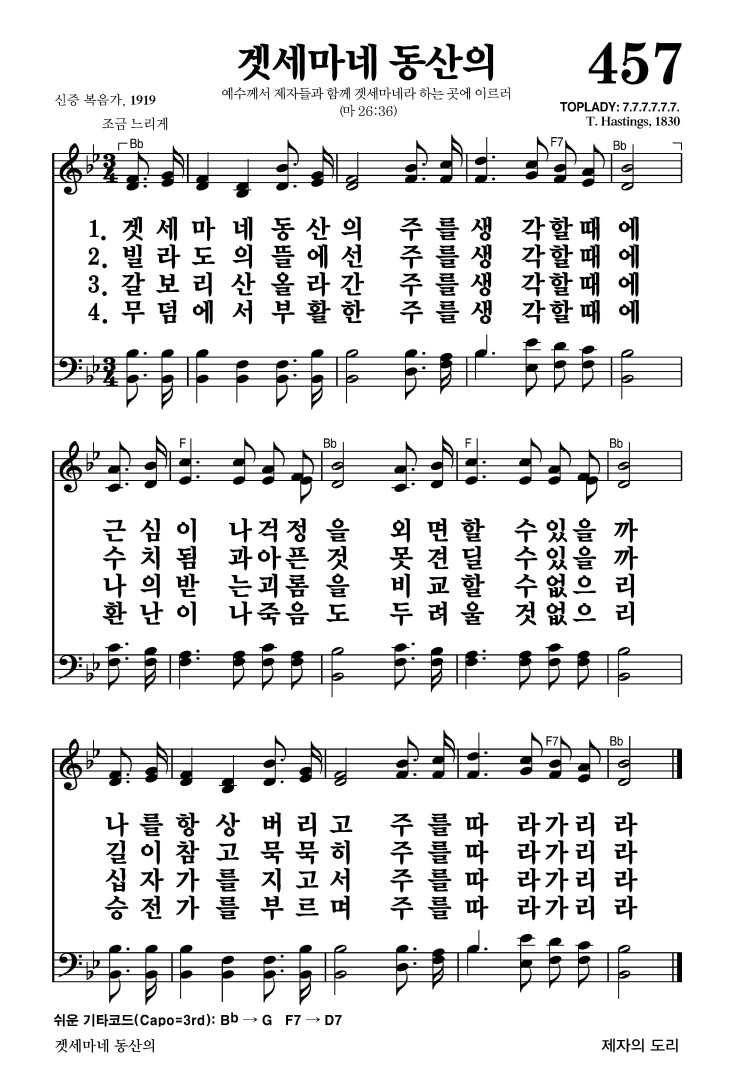 겟세마네 동산의
457
예수께서 제자들과 함께 겟세마네라 하는 곳에 이르러
(마 26:36)
신증 복음가, 1919
TOPLADY: 7.7.7.7.7.7.
T. Hastings, 1830
조금 느리게
Bb F7 Bb
1. 겟세마네동산의 주를생 각할때에
2. 빌라도의뜰에선 주를생 각할때에
3. 갈보리산올라간 주를생 각할때에
4. 무덤에서부활한 주를생 각할때에
F Bb F Bb
근심이 나걱정을 외면할 수있을까
수치됨 과아픈것 못견딜 수있을까
나의받 는괴롬을 비교할 수없으리
환난이 나죽음도 두려울 것없으리
F7 Bb
나를항상버리고 주를따 라가리라
길이참고묵묵히 주를따 라가리라
십자가를지고서 주를따 라가리라
승전가를부르며 주를따 라가리라
쉬운 기타코드(Capo=3rd): Bb → G F7 → D7
겟세마네 동산의
제자의 도리